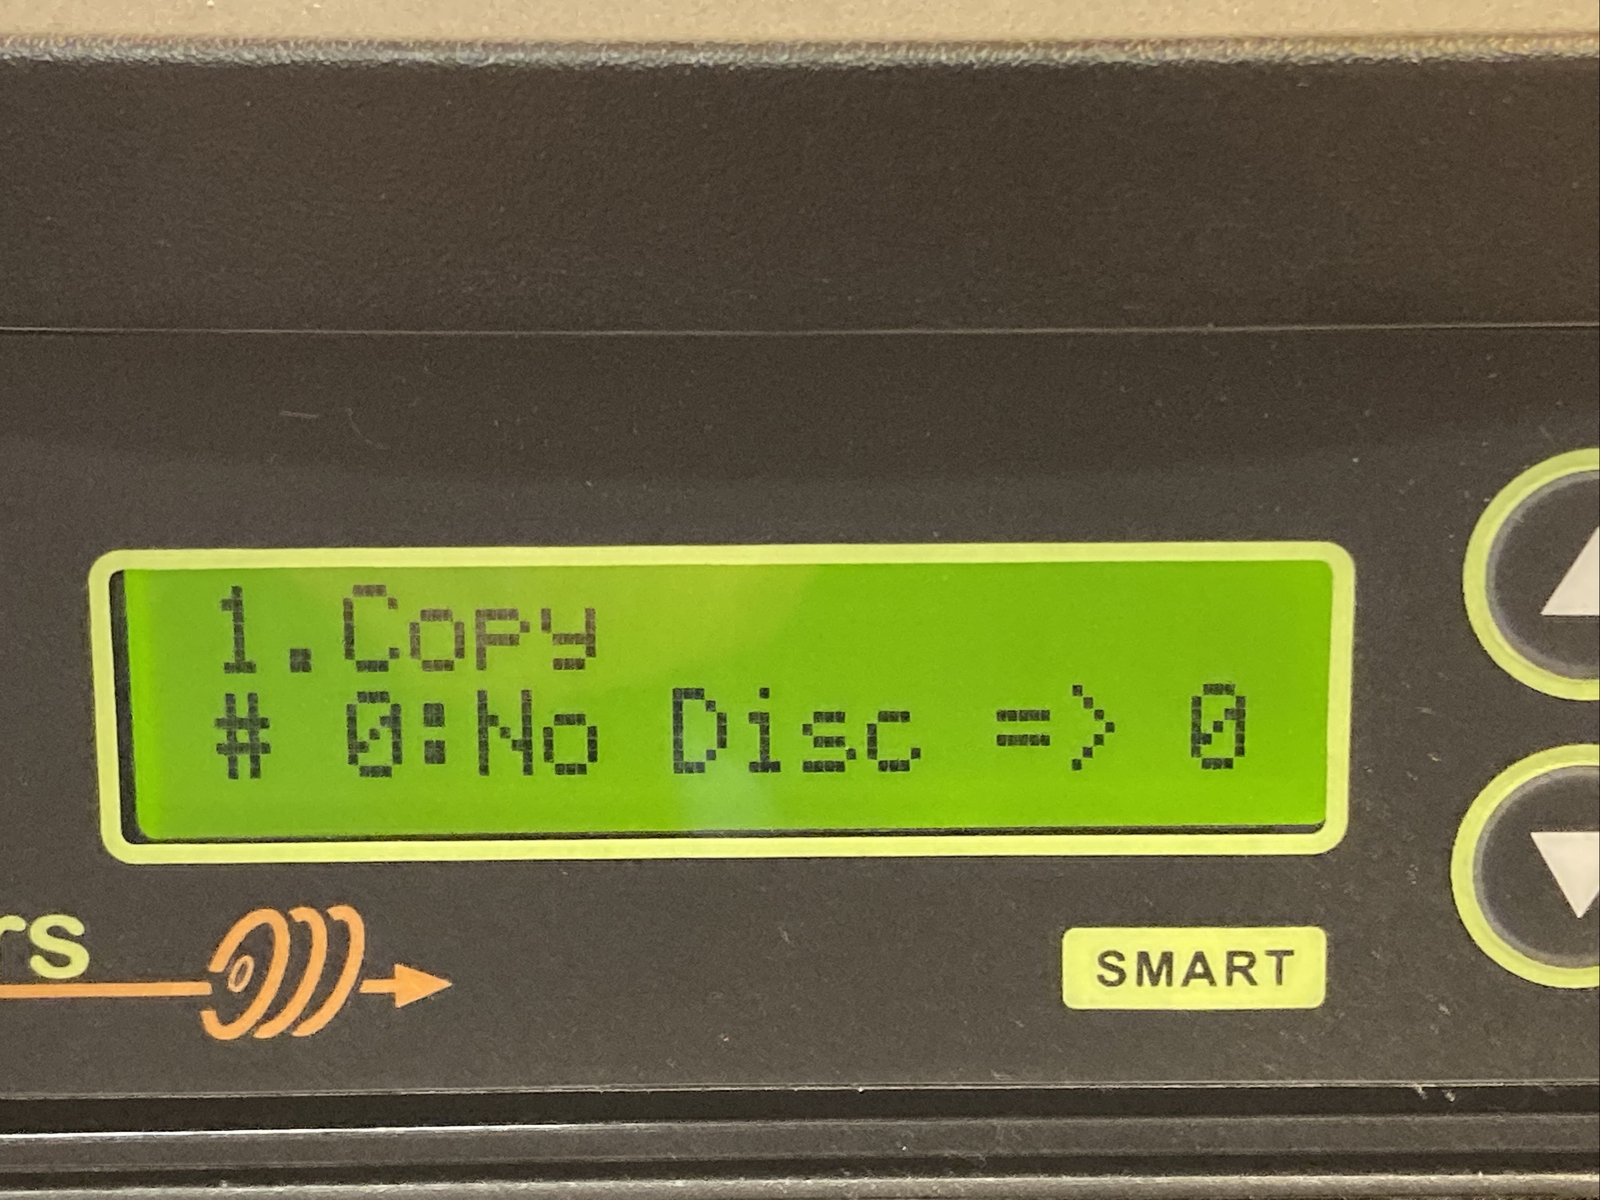 1.Copy
# 0:No Disc => 0
rs
SMART